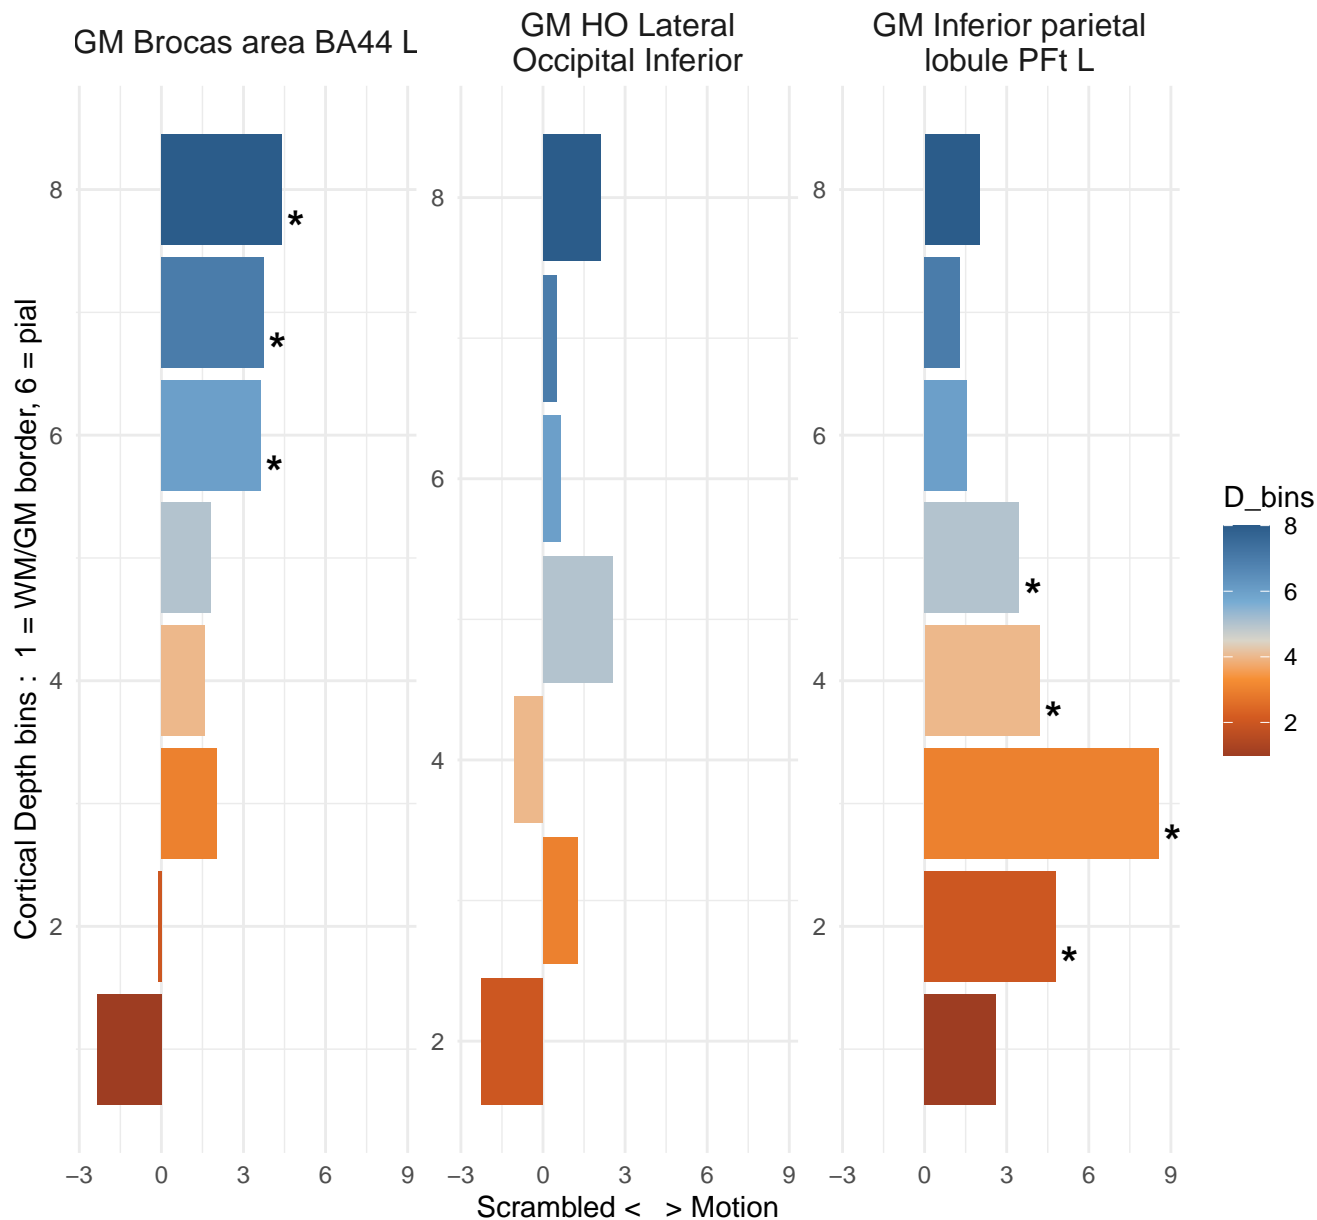 GM Brocas area BA44 L
GM HO Lateral
Occipital Inferior
GM Inferior parietal
lobule PFt L
Cortical Depth bins :  1 = WM/GM border, 6 = pial
8
6
4
2
*
*
*
−3 0 3 6 9
8
6
4
2
−3 0 3 6 9
8
6
4
2
*
*
*
*
−3 0 3 6 9
Scrambled <   > Motion
D_bins
8
6
4
2